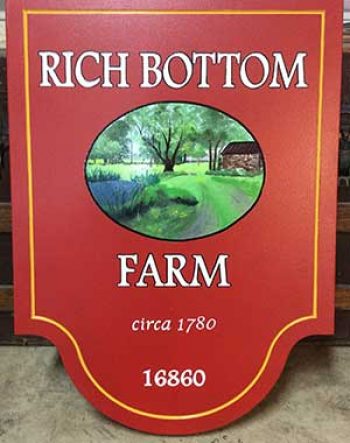 RICH BOTTOM
FARM
circa 1780
16860